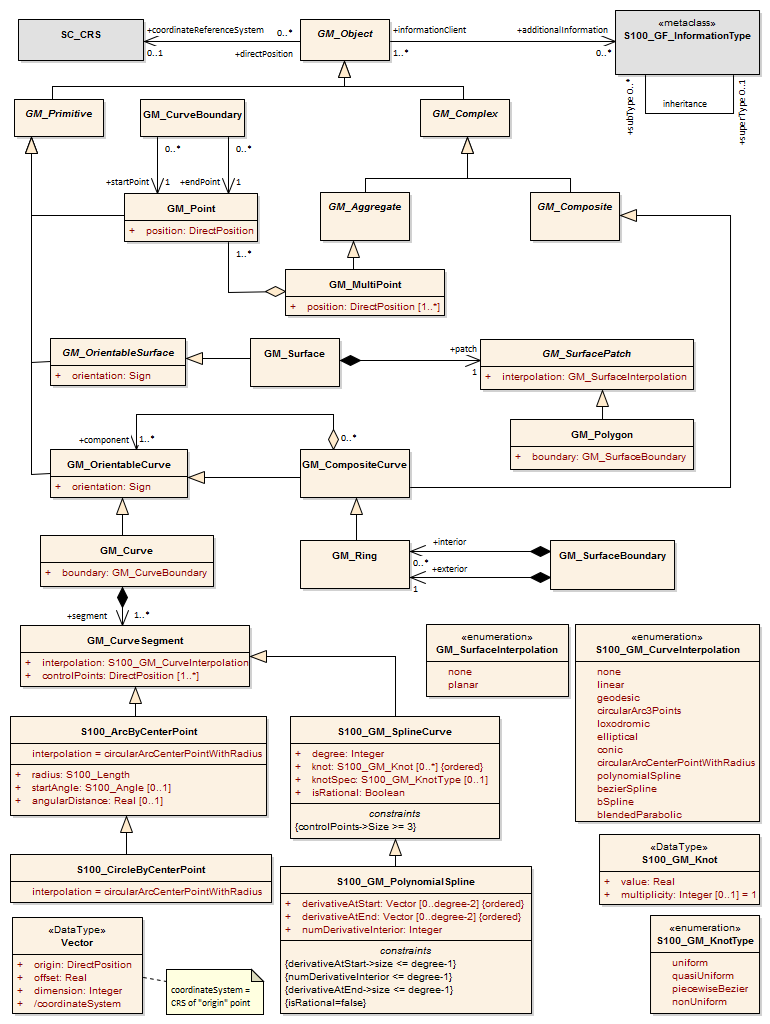 SC_CRS
+coordinateReferenceSystem
0..1
0..*
+directPosition
GM_Object
+informationClient
1..*
+additionalInformation
0..*
«metaclass»
S100_GF_InformationType
+subType 0..*
inheritance
+superType 0..1
GM_Primitive
GM_CurveBoundary
GM_Complex
0..*
0..*
+startPoint
1
+endPoint
1
GM_Point
+ position: DirectPosition
1..*
GM_Aggregate
GM_Composite
GM_MultiPoint
+ position: DirectPosition [1..*]
GM_OrientableSurface
+ orientation: Sign
GM_Surface
+patch
1
GM_SurfacePatch
+ interpolation: GM_SurfaceInterpolation
GM_Polygon
+ boundary: GM_SurfaceBoundary
+component
1..*
0..*
GM_OrientableCurve
+ orientation: Sign
GM_CompositeCurve
GM_Curve
+ boundary: GM_CurveBoundary
GM_Ring
+interior
0..*
+exterior
1
GM_SurfaceBoundary
+segment
1..*
GM_CurveSegment
+ interpolation: S100_GM_CurveInterpolation
+ controlPoints: DirectPosition [1..*]
«enumeration»
GM_SurfaceInterpolation
none
planar
«enumeration»
S100_GM_CurveInterpolation
none
linear
geodesic
circularArc3Points
loxodromic
elliptical
conic
circularArcCenterPointWithRadius
polynomialSpline
bezierSpline
bSpline
blendedParabolic
S100_ArcByCenterPoint
interpolation = circularArcCenterPointWithRadius
+ radius: S100_Length
+ startAngle: S100_Angle [0..1]
+ angularDistance: Real [0..1]
S100_GM_SplineCurve
+ degree: Integer
+ knot: S100_GM_Knot [0..*] {ordered}
+ knotSpec: S100_GM_KnotType [0..1]
+ isRational: Boolean
constraints
{controlPoints->Size >= 3}
S100_CircleByCenterPoint
interpolation = circularArcCenterPointWithRadius
S100_GM_PolynomialSpline
+ derivativeAtStart: Vector [0..degree-2] {ordered}
+ derivativeAtEnd: Vector [0..degree-2] {ordered}
+ numDerivativeInterior: Integer
constraints
{derivativeAtStart->size <= degree-1}
{numDerivativeInterior <= degree-1}
{derivativeAtEnd->size <= degree-1}
{isRational=false}
«DataType»
S100_GM_Knot
+ value: Real
+ multiplicity: Integer [0..1] = 1
«DataType»
Vector
+ origin: DirectPosition
+ offset: Real
+ dimension: Integer
+ /coordinateSystem
coordinateSystem =
CRS of "origin" point
«enumeration»
S100_GM_KnotType
uniform
quasiUniform
piecewiseBezier
nonUniform